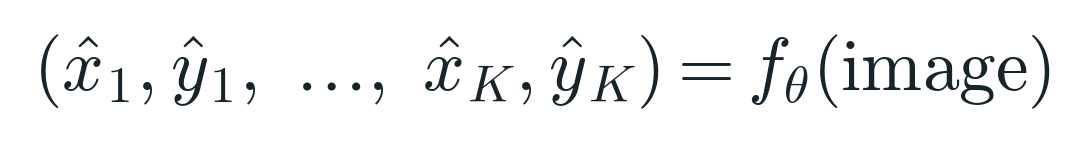 (x̂₁, ŷ₁, ..., x̂_K, ŷ_K) = f_θ(image)